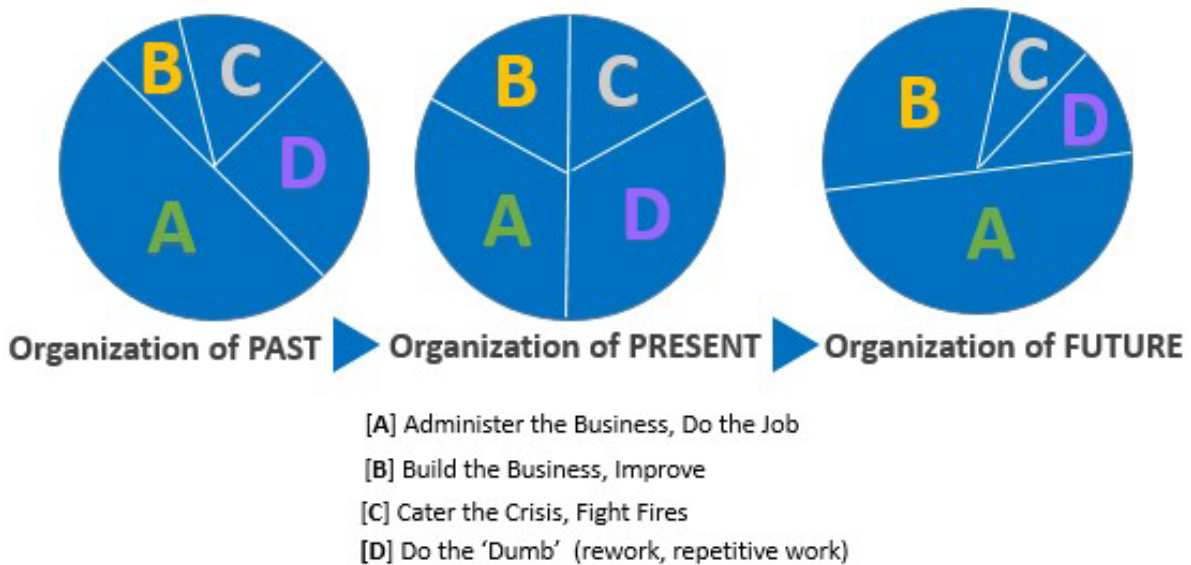 B C D A
B C A D
B C D A
Organization of PAST
Organization of PRESENT
Organization of FUTURE
[A] Administer the Business, Do the Job
[B] Build the Business, Improve
[C] Cater the Crisis, Fight Fires
[D] Do the ‘Dumb’ (rework, repetitive work)